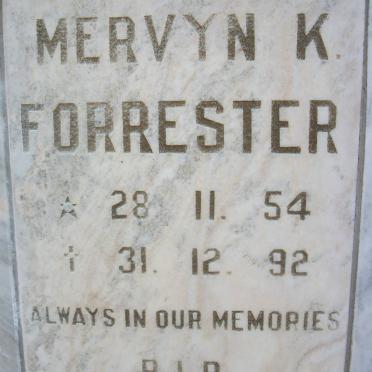 MERVYN K.
FORRESTER
☆ 28. 11. 54
† 31. 12. 92
ALWAYS IN OUR MEMORIES
R.I.P.